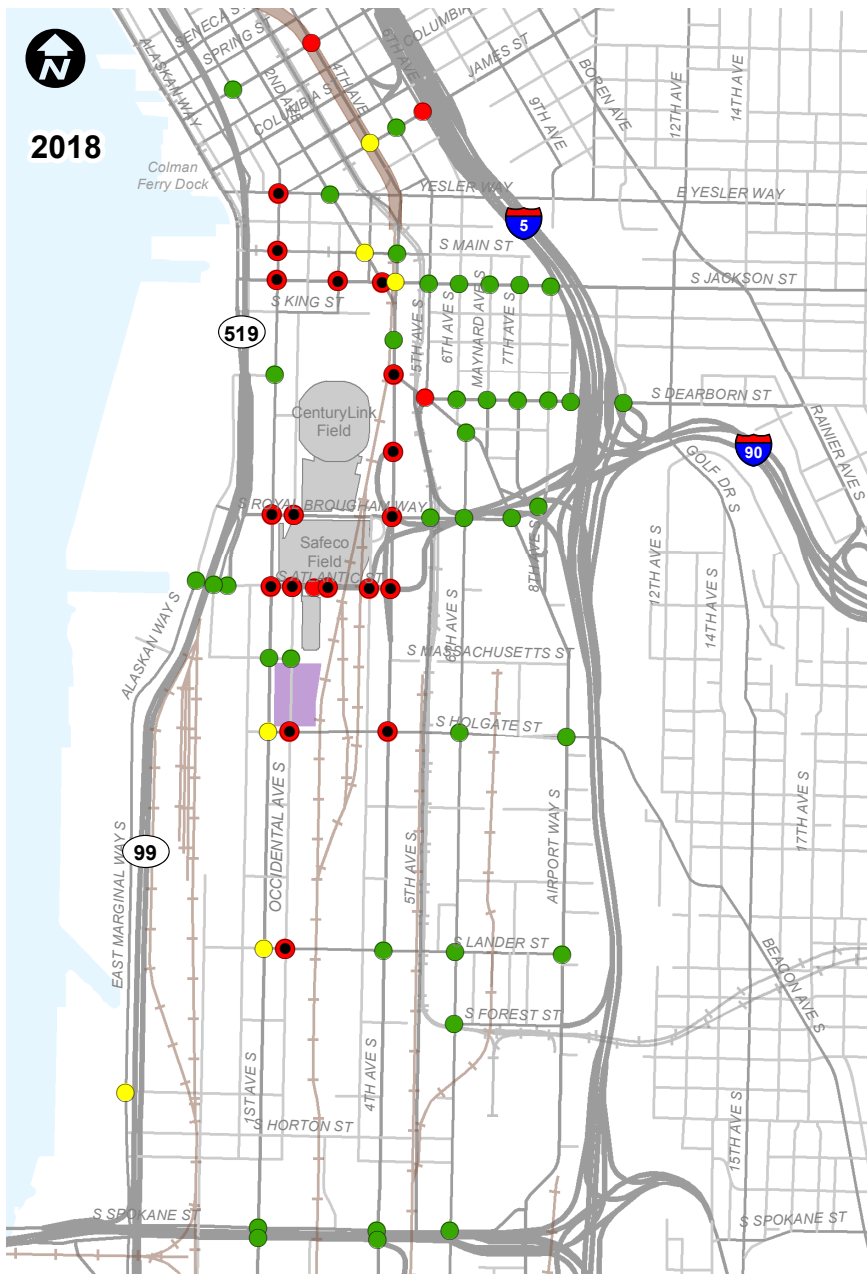 SENECA ST
COLUMBIA
SPRING ST
ALASKAN WAY
6TH AVE
JAMES ST
4TH AVE
2ND AVE
BOREN AVE
12TH AVE
14TH AVE
COLUMBIA ST
9TH AVE
N
2018
Colman
Ferry Dock
YESLER WAY
E YESLER WAY
5
S MAIN ST
S JACKSON ST
S KING ST
519
5TH AVE S
6TH AVE S
MAYNARD AVE S
7TH AVE S
S DEARBORN ST
CenturyLink
Field
RAINIER AVE S
90
GOLF DR S
S ROYAL BROUGHAM WAY
Safeco
Field
8TH AVE S
12TH AVE S
14TH AVE S
S ATLANTIC ST
6TH AVE S
ALASKAN WAY S
S MASSACHUSETTS ST
S HOLGATE ST
OCCIDENTAL AVE S
17TH AVE S
99
5TH AVE S
AIRPORT WAY S
EAST MARGINAL WAY S
S LANDER ST
BEACON AVE S
S FOREST ST
1ST AVE S
4TH AVE S
S HORTON ST
15TH AVE S
S SPOKANE ST
S SPOKANE ST